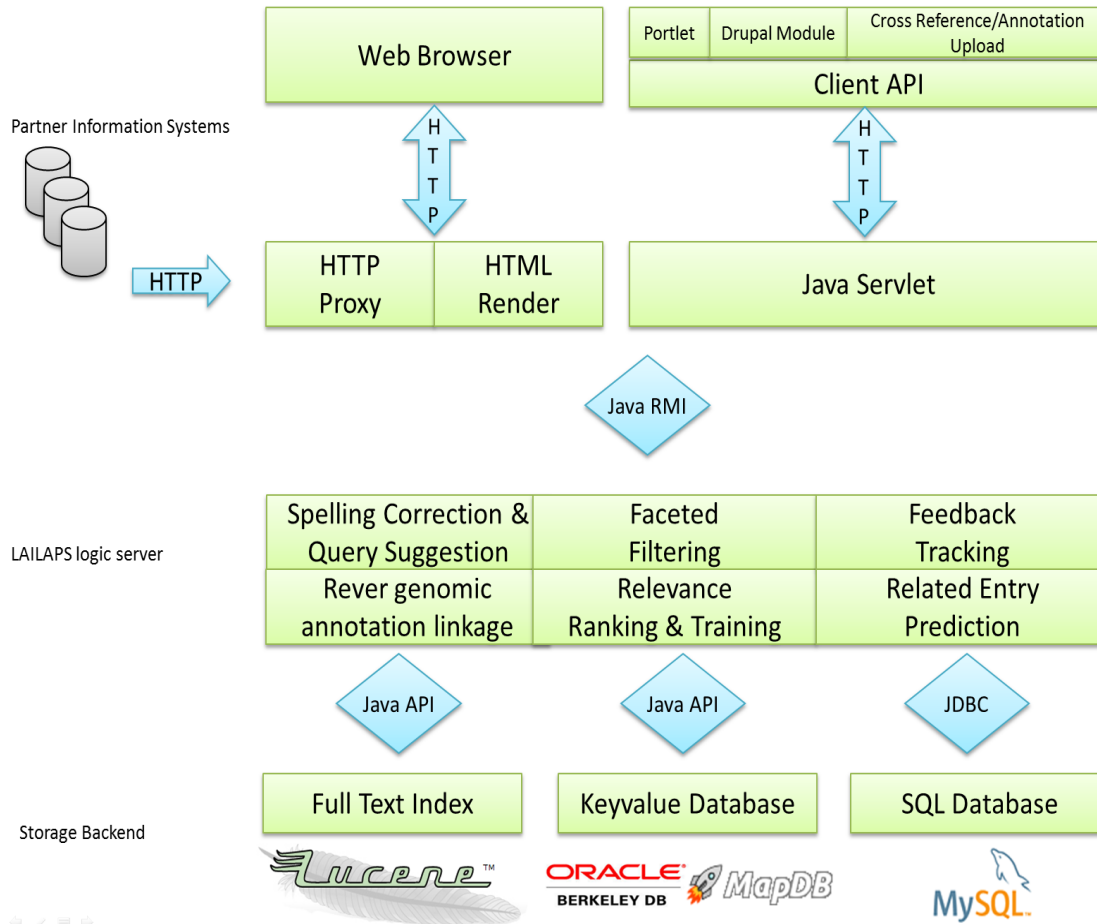 Web Browser
Portlet
Drupal Module
Cross Reference/Annotation
Upload
Client API
Partner Information Systems
H
T
T
P
H
T
T
P
HTTP
HTTP
Proxy
HTML
Render
Java Servlet
Java RMI
LAILAPS logic server
Spelling Correction &
Query Suggestion
Faceted
Filtering
Feedback
Tracking
Rever genomic
annotation linkage
Relevance
Ranking & Training
Related Entry
Prediction
Java API
Java API
JDBC
Storage Backend
Full Text Index
Keyvalue Database
SQL Database
Lucene™
ORACLE®
BERKELEY DB
MapDB
MySQL™